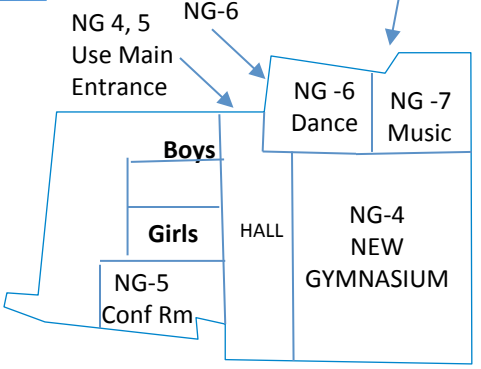 NG 4, 5
Use Main
Entrance
NG-6
NG -6
Dance
NG -7
Music
Boys
Girls
HALL
NG-4
NEW
GYMNASIUM
NG-5
Conf Rm